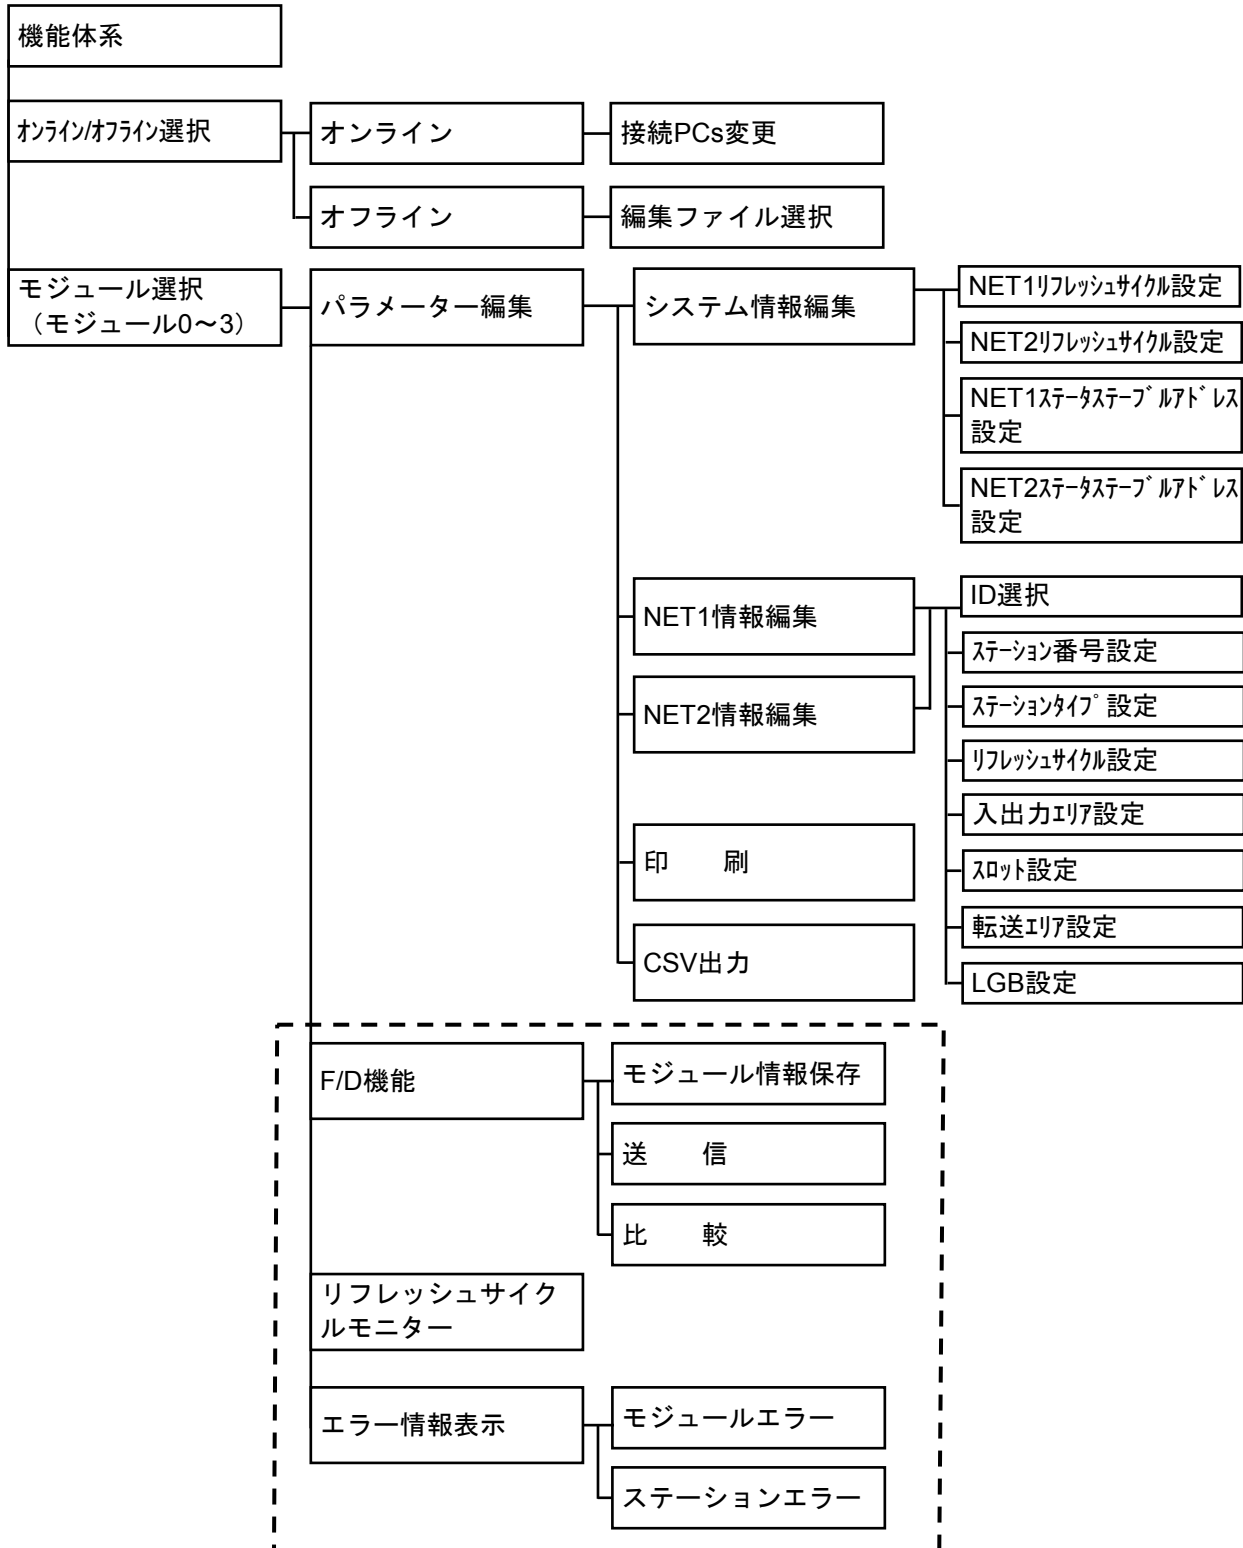 機能体系
ｵﾝﾗｲﾝ/ｵﾌﾗｲﾝ選択
オンライン
接続PCs変更
オフライン
編集ファイル選択
モジュール選択
（モジュール0～3）
パラメーター編集
システム情報編集
NET1ﾘﾌﾚｯｼｭｻｲｸﾙ設定
NET2ﾘﾌﾚｯｼｭｻｲｸﾙ設定
NET1ｽﾃｰﾀｽﾃｰﾌﾞﾙｱﾄﾞﾚｽ
設定
NET2ｽﾃｰﾀｽﾃｰﾌﾞﾙｱﾄﾞﾚｽ
設定
NET1情報編集
NET2情報編集
ID選択
ｽﾃｰｼｮﾝ番号設定
ｽﾃｰｼｮﾝﾀｲﾌﾟ設定
ﾘﾌﾚｯｼｭｻｲｸﾙ設定
入出力ｴﾘｱ設定
ｽﾛｯﾄ設定
転送ｴﾘｱ設定
LGB設定
印　　刷
CSV出力
F/D機能
モジュール情報保存
送　　信
比　　較
リフレッシュサイク
ルモニター
エラー情報表示
モジュールエラー
ステーションエラー